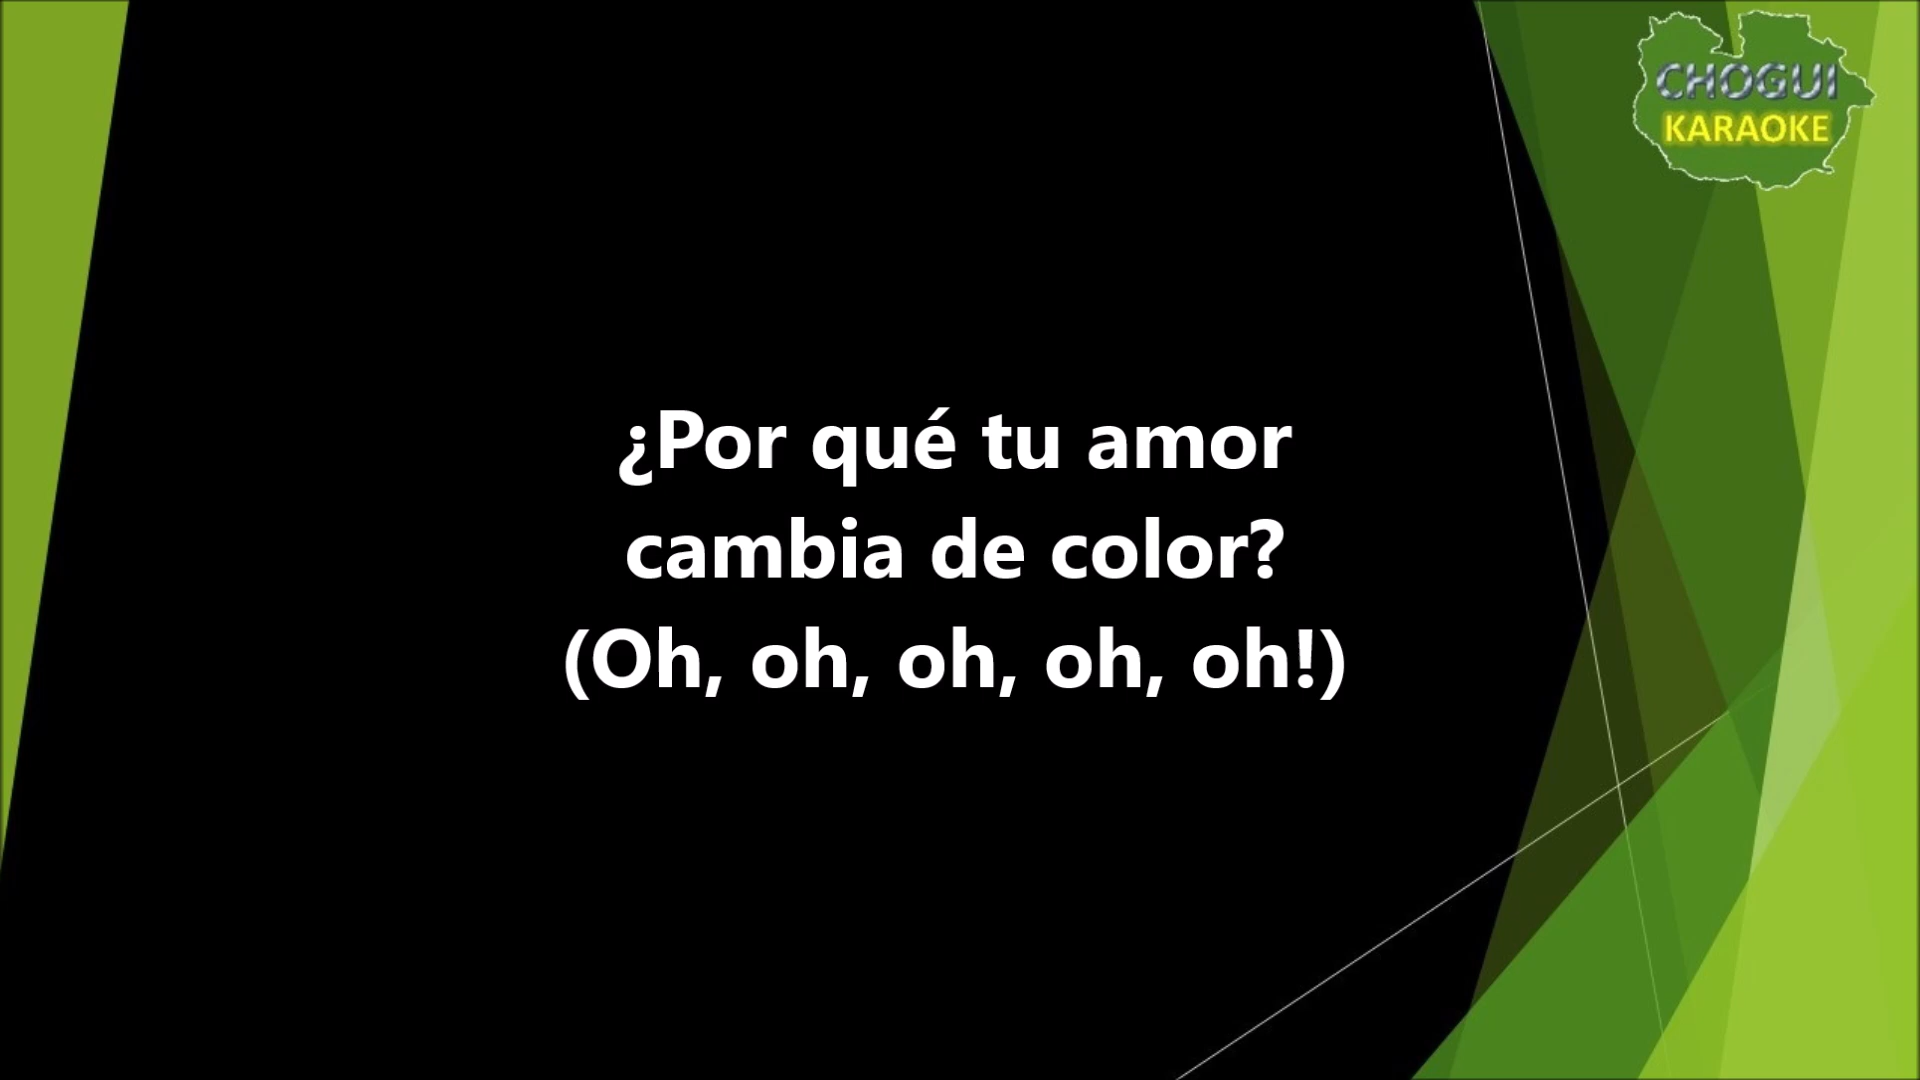 CHOGUI
KARAOKE
¿Por qué tu amor
cambia de color?
(Oh, oh, oh, oh, oh!)